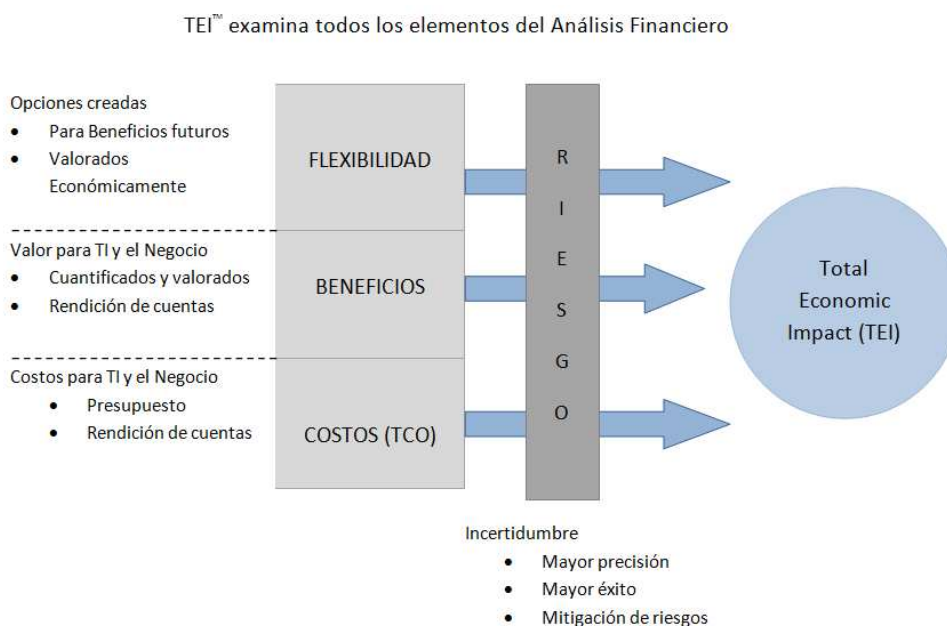 TEI™ examina todos los elementos del Análisis Financiero
Opciones creadas
• Para Beneficios futuros
• Valorados
Económicamente
FLEXIBILIDAD
Valor para TI y el Negocio
• Cuantificados y valorados
• Rendición de cuentas
BENEFICIOS
Costos para TI y el Negocio
• Presupuesto
• Rendición de cuentas
COSTOS (TCO)
R
I
E
S
G
O
Total
Economic
Impact (TEI)
Incertidumbre
• Mayor precisión
• Mayor éxito
• Mitigación de riesgos